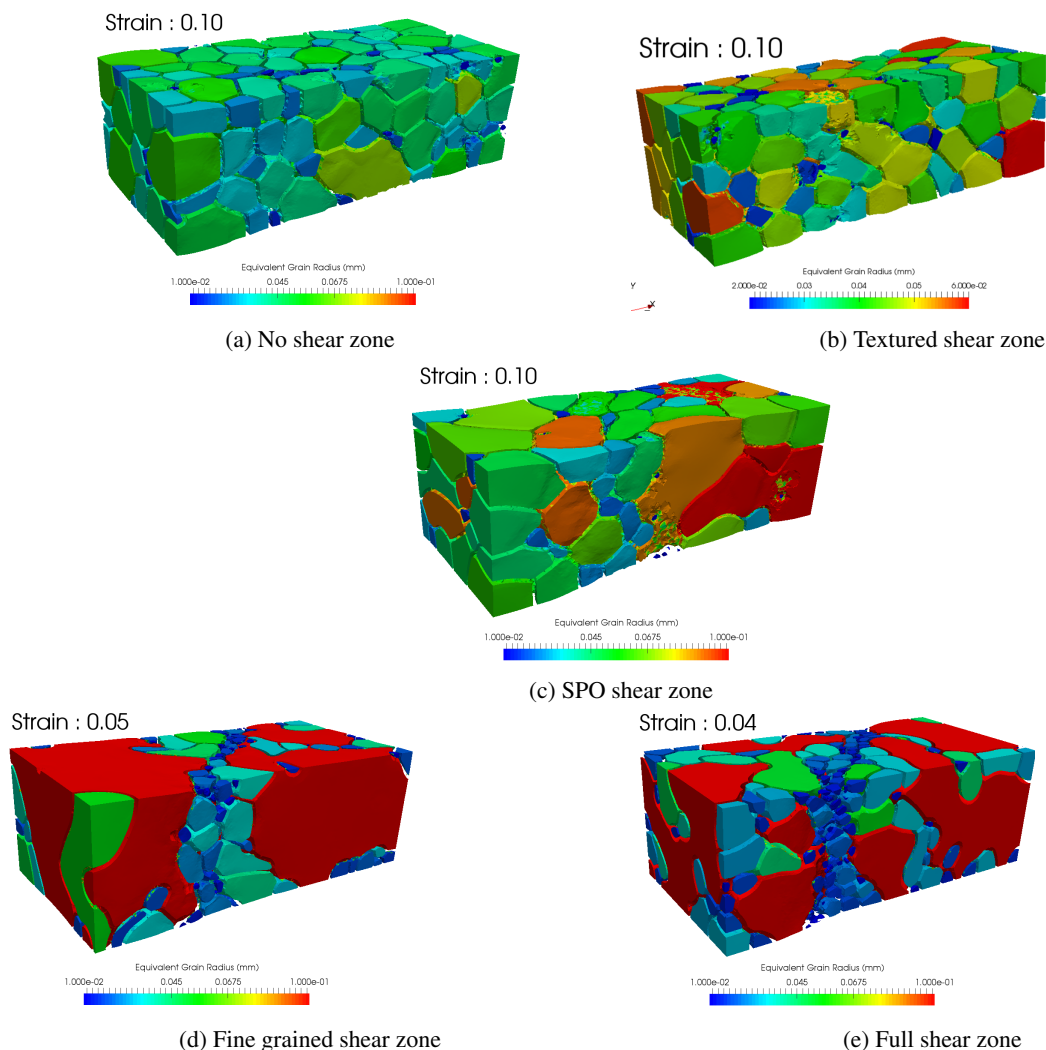 Strain : 0.10
Equivalent Grain Radius (mm)
1.000e-02 0.045 0.0675 1.000e-01
(a) No shear zone
Strain : 0.10
Y
X
Equivalent Grain Radius (mm)
2.000e-02 0.03 0.04 0.05 6.000e-02
(b) Textured shear zone
Strain : 0.10
Equivalent Grain Radius (mm)
1.000e-02 0.045 0.0675 1.000e-01
(c) SPO shear zone
Strain : 0.05
Equivalent Grain Radius (mm)
1.000e-02 0.045 0.0675 1.000e-01
(d) Fine grained shear zone
Strain : 0.04
Equivalent Grain Radius (mm)
1.000e-02 0.045 0.0675 1.000e-01
(e) Full shear zone